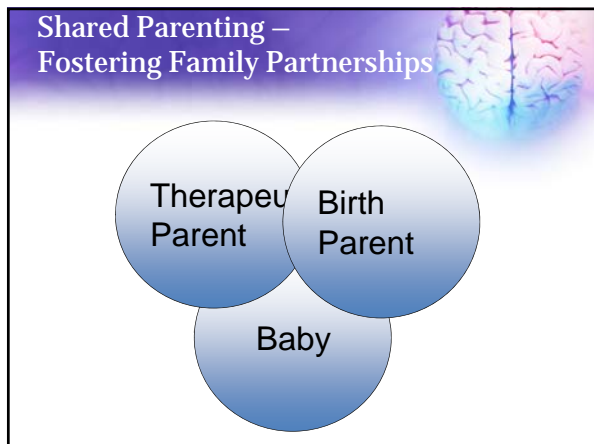 Shared Parenting –
Fostering Family Partnerships
Therapeu
Parent
Birth
Parent
Baby